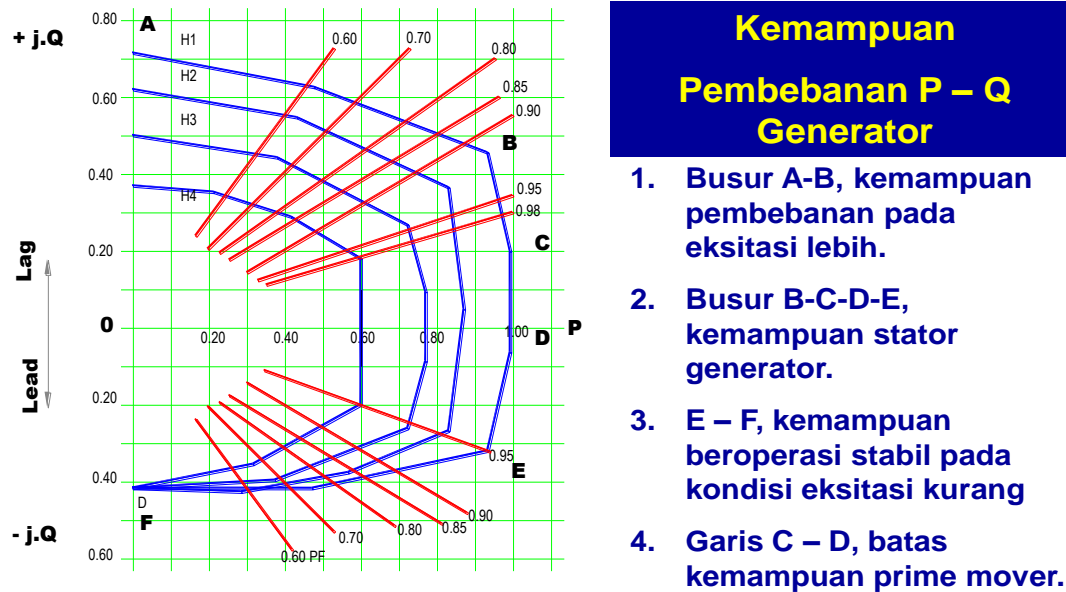 0.80
A
+ j.Q
H1
0.60
0.70
0.80
H2
0.60
0.85
0.90
H3
B
0.40
H4
0.95
0.98
Lag
0.20
C
0
0.20
0.40
0.60
0.80
1.00
D
P
Lead
0.20
0.95
E
0.40
D
F
0.90
0.85
0.80
0.70
- j.Q
0.60
0.60 PF
Kemampuan
Pembebanan P – Q
Generator
1. Busur A-B, kemampuan
pembebanan pada
eksitasi lebih.
2. Busur B-C-D-E,
kemampuan stator
generator.
3. E – F, kemampuan
beroperasi stabil pada
kondisi eksitasi kurang
4. Garis C – D, batas
kemampuan prime mover.